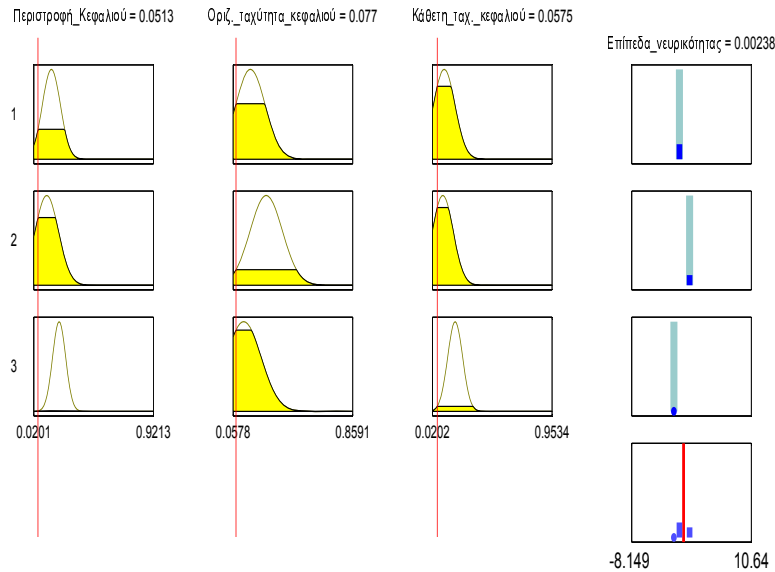 Περιστροφή_Κεφαλιού = 0.0513
Οριζ._ταχύτητα_κεφαλιού = 0.077
Κάθετη_ταχ._κεφαλιού = 0.0575
Επίπεδα_νευρικότητας = 0.00238
1
2
3
0.0201
0.9213
0.0578
0.8591
0.0202
0.9534
-8.149
10.64